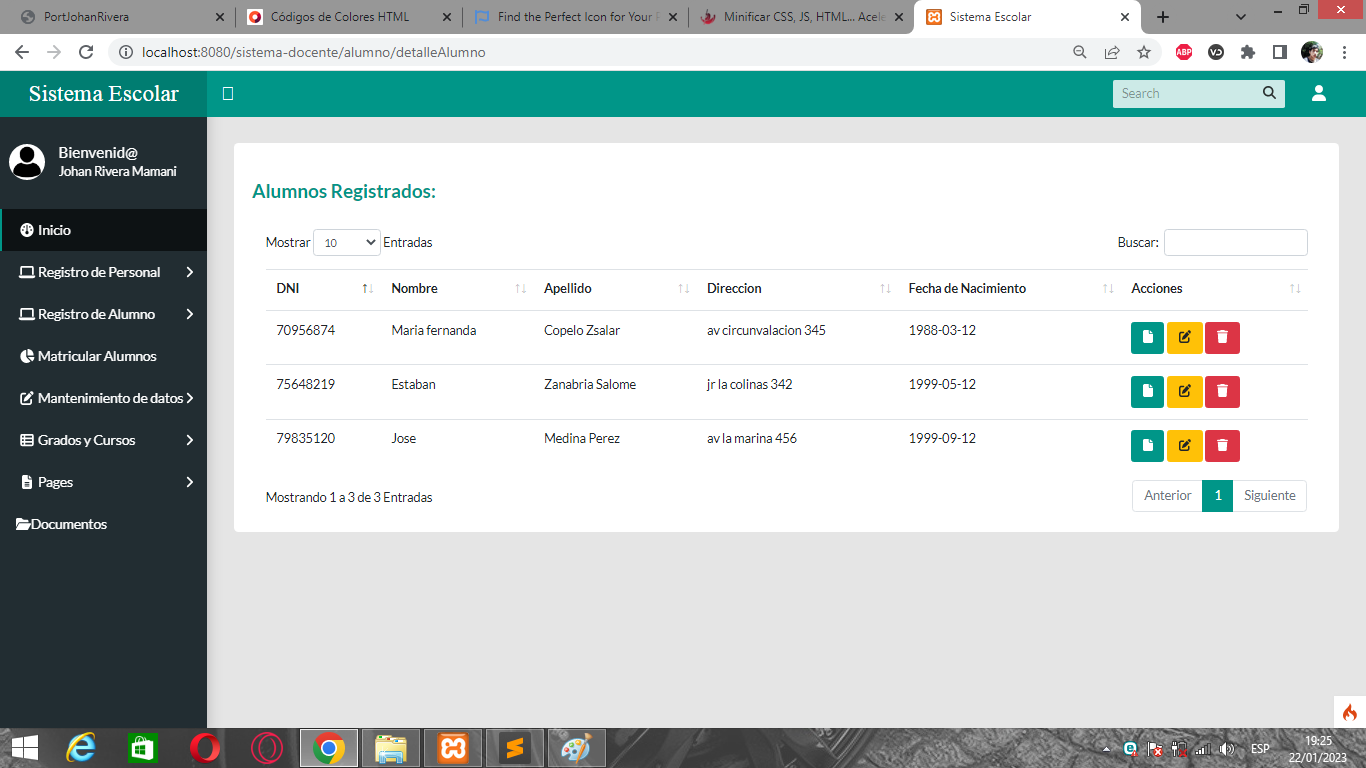 PortJohanRivera
Códigos de Colores HTML
Find the Perfect Icon for Your
Minificar CSS, JS, HTML... Acele
Sistema Escolar
localhost:8080/sistema-docente/alumno/detalleAlumno
ABP
Sistema Escolar
Search
Bienvenid@
Johan Rivera Mamani
Inicio
Registro de Personal
Registro de Alumno
Matricular Alumnos
Mantenimiento de datos
Grados y Cursos
Pages
Documentos
Alumnos Registrados:
Mostrar 10 Entradas
Buscar:
DNI Nombre Apellido Direccion Fecha de Nacimiento Acciones
70956874 Maria fernanda Copelo Zsalar av circunvalacion 345 1988-03-12
75648219 Estaban Zanabria Salome jr la colinas 342 1999-05-12
79835120 Jose Medina Perez av la marina 456 1999-09-12
Mostrando 1 a 3 de 3 Entradas
Anterior 1 Siguiente
ESP
19:25
22/01/2023